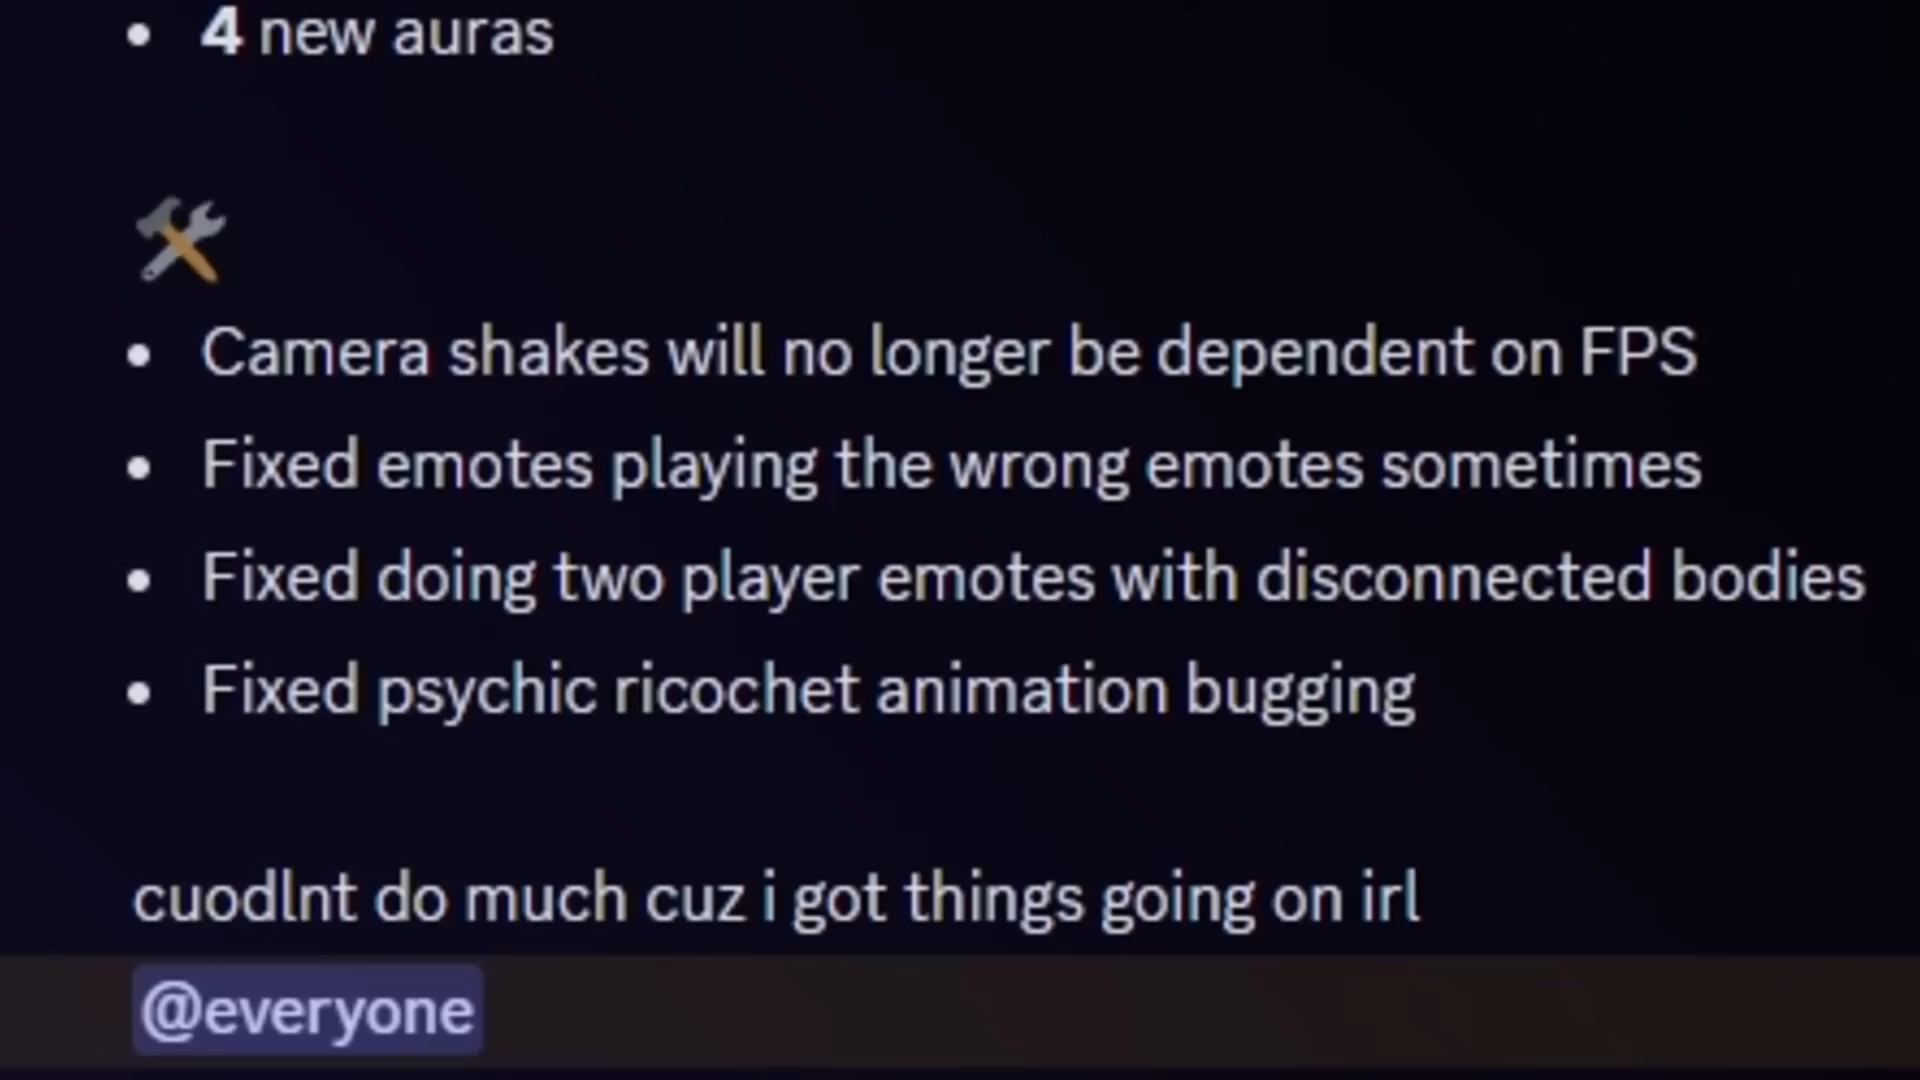 • 4 new auras
🛠
• Camera shakes will no longer be dependent on FPS
• Fixed emotes playing the wrong emotes sometimes
• Fixed doing two player emotes with disconnected bodies
• Fixed psychic ricochet animation bugging
cuodlnt do much cuz i got things going on irl
@everyone